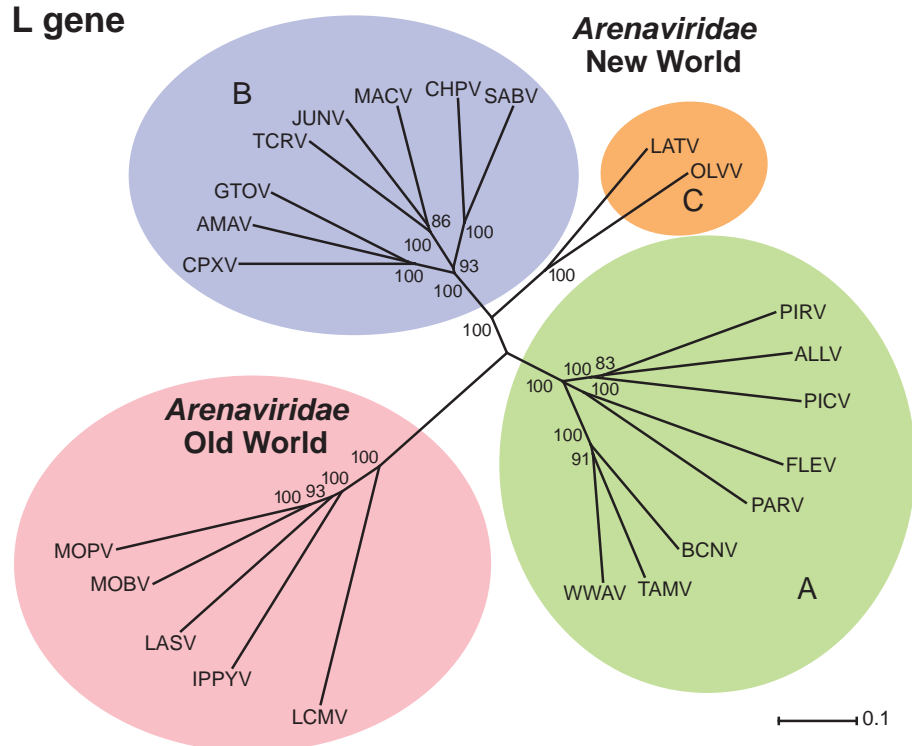 L gene
Arenaviridae
New World
B
MACV
CHPV
SABV
JUNV
TCRV
GTOV
AMAV
CPXV
86
100
100
100
93
100
LATV
OLVV
C
100
100
PIRV
ALLV
PICV
FLEV
PARV
BCNV
TAMV
WWAV
A
100
83
100
100
100
91
Arenaviridae
Old World
100
100
93
100
MOPV
MOBV
LASV
IPPYV
LCMV
0.1